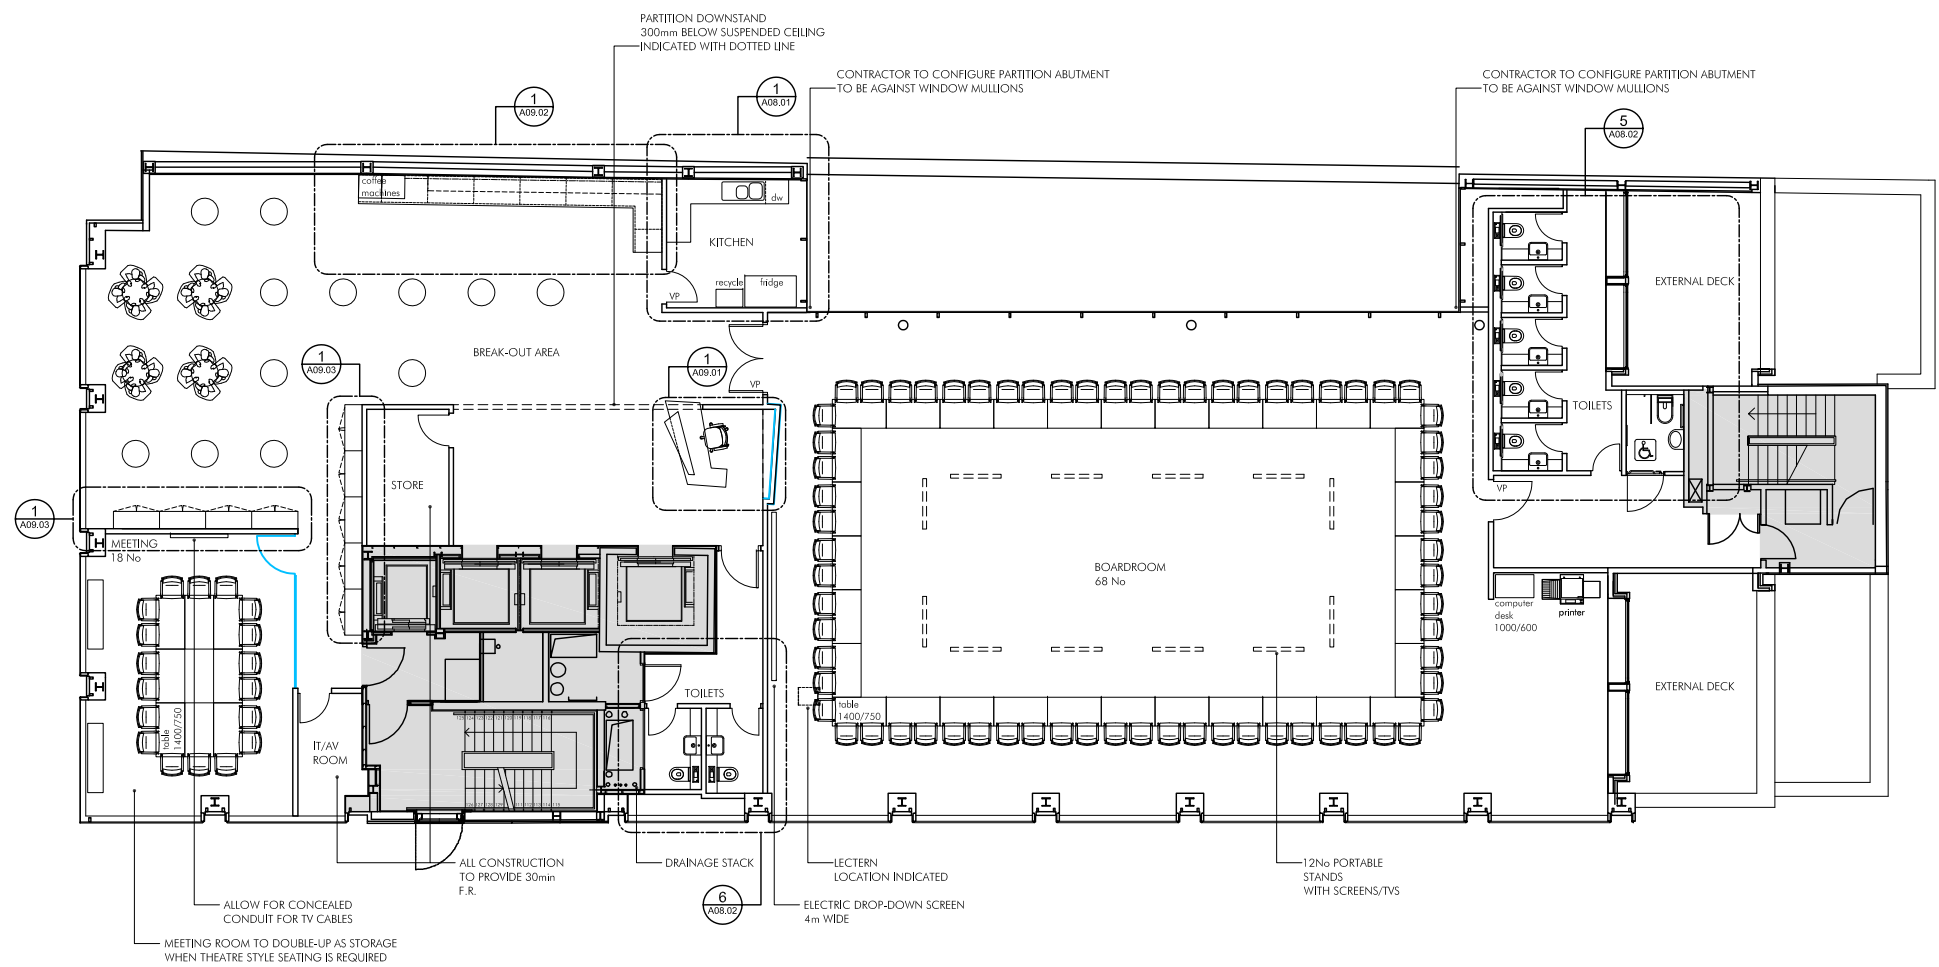 PARTITION DOWNSTAND
300mm BELOW SUSPENDED CEILING
INDICATED WITH DOTTED LINE
CONTRACTOR TO CONFIGURE PARTITION ABUTMENT
TO BE AGAINST WINDOW MULLIONS
CONTRACTOR TO CONFIGURE PARTITION ABUTMENT
TO BE AGAINST WINDOW MULLIONS
1
A09.02
1
A08.01
5
A08.02
coffee
machines
dw
KITCHEN
recycle
fridge
VP
EXTERNAL DECK
BREAK-OUT AREA
1
A09.03
1
A09.01
VP
TOILETS
STORE
VP
1
A09.03
MEETING
18 No
BOARDROOM
68 No
computer
desk
1000/600
printer
TOILETS
EXTERNAL DECK
table
1400/750
table
1400/750
IT/AV
ROOM
ALL CONSTRUCTION
TO PROVIDE 30min
F.R.
DRAINAGE STACK
LECTERN
LOCATION INDICATED
12No PORTABLE
STANDS
WITH SCREENS/TVS
6
A08.02
ALLOW FOR CONCEALED
CONDUIT FOR TV CABLES
ELECTRIC DROP-DOWN SCREEN
4m WIDE
MEETING ROOM TO DOUBLE-UP AS STORAGE
WHEN THEATRE STYLE SEATING IS REQUIRED